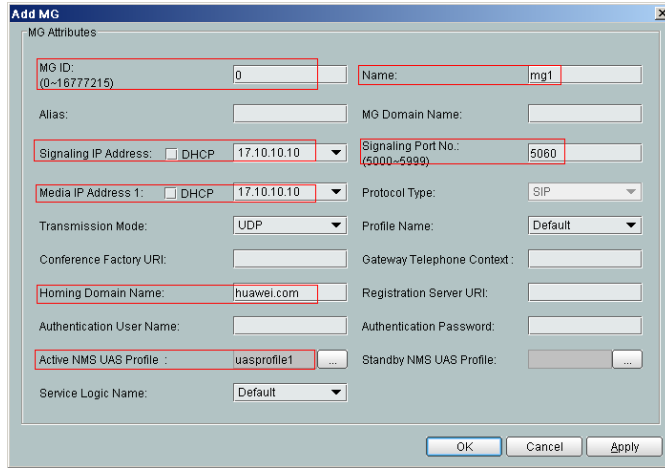 Add MG
MG Attributes
MG ID:
(0~16777215)
0
Name:
mg1
Alias:
MG Domain Name:
Signaling IP Address:
DHCP
17.10.10.10
Signaling Port No.:
(5000~5999)
5060
Media IP Address 1:
DHCP
17.10.10.10
Protocol Type:
SIP
Transmission Mode:
UDP
Profile Name:
Default
Conference Factory URI:
Gateway Telephone Context :
Homing Domain Name:
huawei.com
Registration Server URI:
Authentication User Name:
Authentication Password:
Active NMS UAS Profile :
uasprofile1
...
Standby NMS UAS Profile:
...
Service Logic Name:
Default
OK
Cancel
Apply